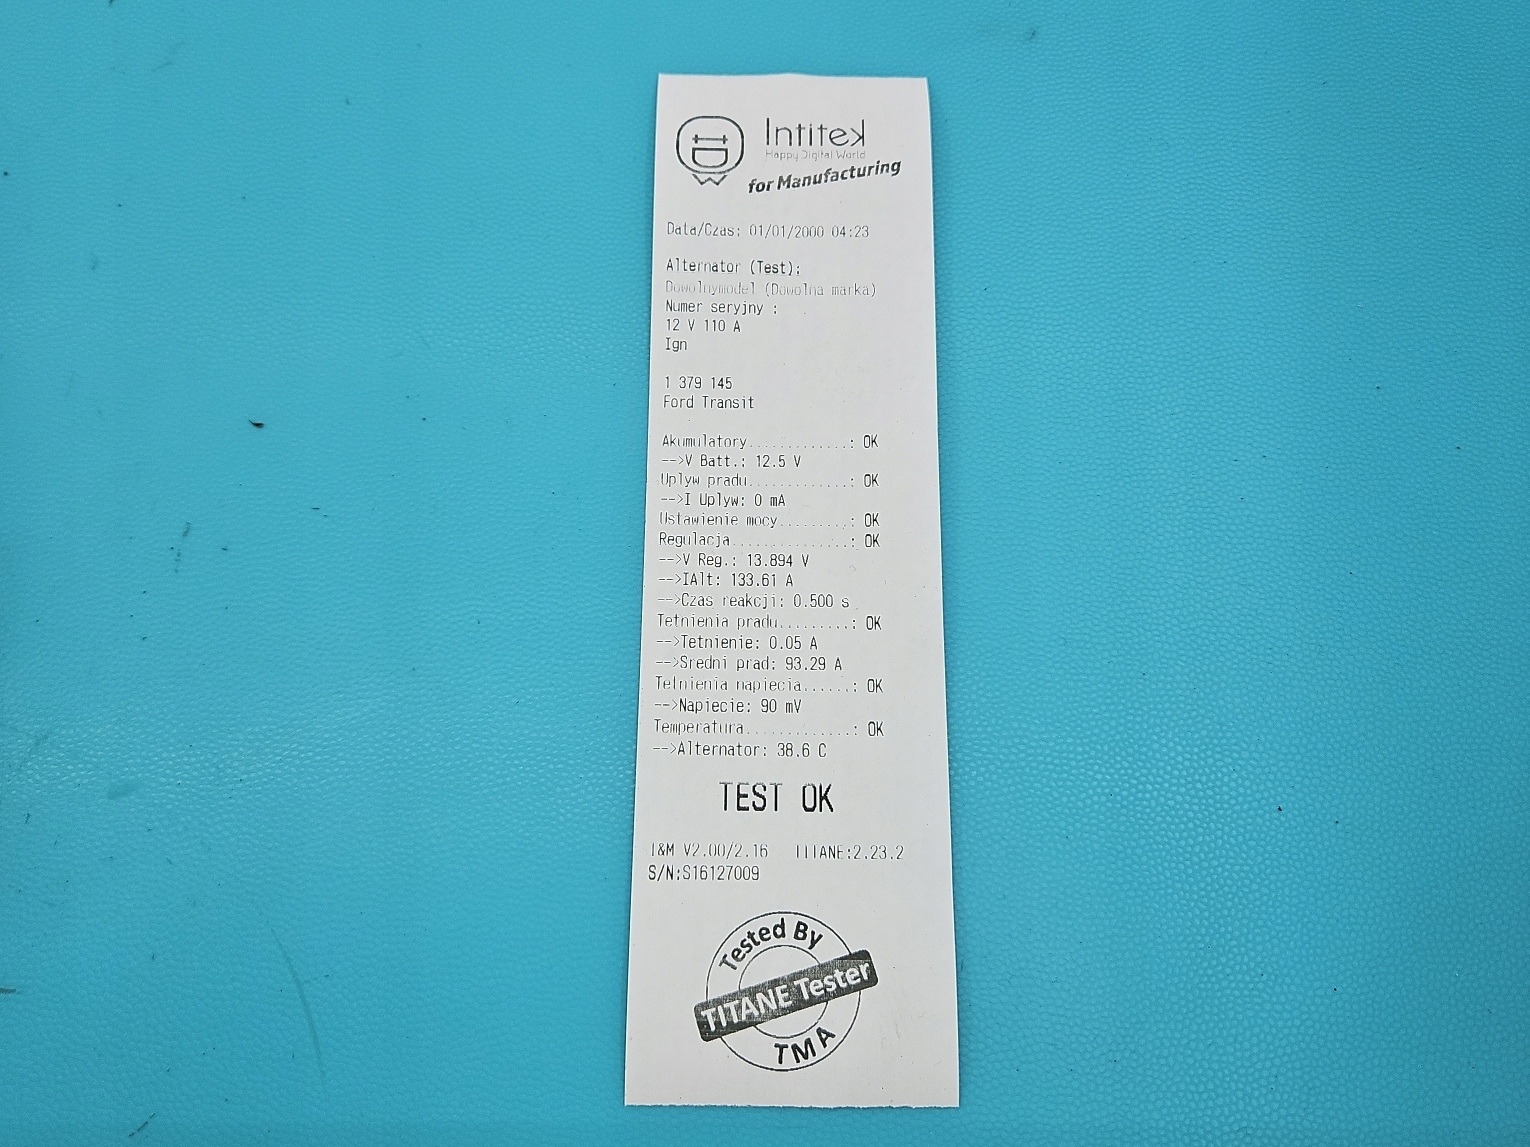 Intitek
Happy Digital World
for Manufacturing
Data/Czas: 01/01/2000 04:23
Alternator (Test):
Dowolnymodel (Dowolna marka)
Numer seryjny :
12 V 110 A
Ign
1 379 145
Ford Transit
Akumulatory.............: OK
-->V Batt.: 12.5 V
Uplyw pradu.............: OK
-->I Uplyw: 0 mA
Ustawienie mocy.........: OK
Regulacja...............: OK
-->V Reg.: 13.894 V
-->IAlt: 133.61 A
-->Czas reakcji: 0.500 s
Tetnienia pradu.........: OK
-->Tetnienie: 0.05 A
-->Sredni prad: 93.29 A
Tetnienia napiecia......: OK
-->Napiecie: 90 mV
Temperatura.............: OK
-->Alternator: 38.6 C
TEST OK
I&M V2.00/2.16 TITANE:2.23.2
S/N:S16127009
Tested By
TITANE Tester
TMA